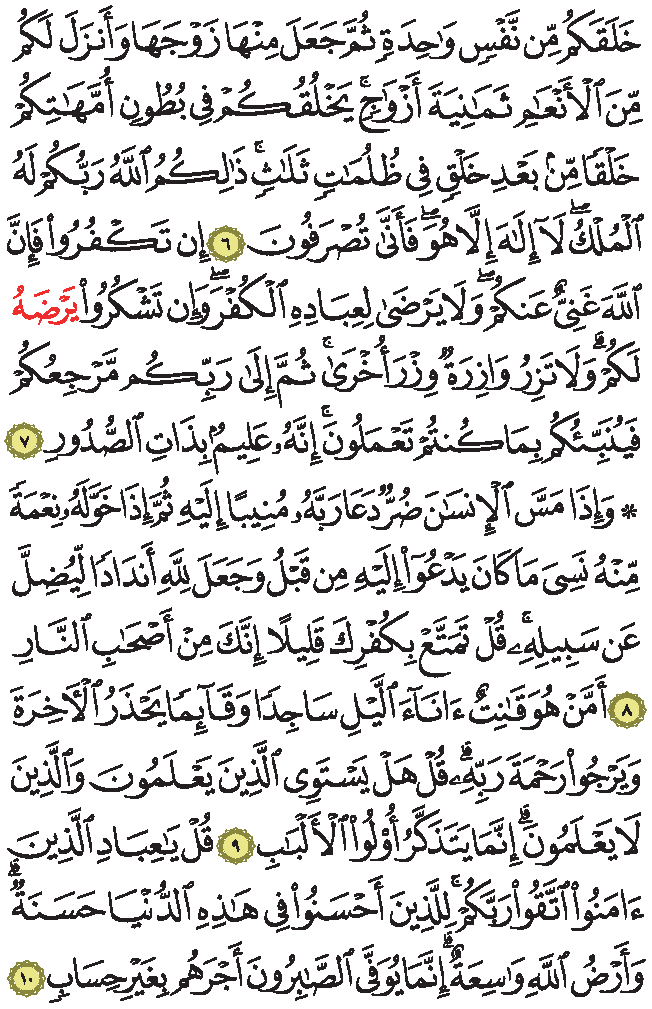 خَلَقَكُم مِّن نَّفۡسٖ وَٰحِدَةٖ ثُمَّ جَعَلَ مِنۡهَا زَوۡجَهَا وَأَنزَلَ لَكُم
مِّنَ ٱلۡأَنۡعَٰمِ ثَمَٰنِيَةَ أَزۡوَٰجٖۚ يَخۡلُقُكُمۡ فِي بُطُونِ أُمَّهَٰتِكُمۡ
خَلۡقٗا مِّنۢ بَعۡدِ خَلۡقٖ فِي ظُلُمَٰتٖ ثَلَٰثٖۚ ذَٰلِكُمُ ٱللَّهُ رَبُّكُمۡ لَهُ
ٱلۡمُلۡكُۖ لَآ إِلَٰهَ إِلَّا هُوَۖ فَأَنَّىٰ تُصۡرَفُونَ ٦ إِن تَكۡفُرُواْ فَإِنَّ
ٱللَّهَ غَنِيٌّ عَنكُمۡۖ وَلَا يَرۡضَىٰ لِعِبَادِهِ ٱلۡكُفۡرَۖ وَإِن تَشۡكُرُواْ يَرۡضَهُ
لَكُمۡۗ وَلَا تَزِرُ وَازِرَةٞ وِزۡرَ أُخۡرَىٰۚ ثُمَّ إِلَىٰ رَبِّكُم مَّرۡجِعُكُمۡ
فَيُنَبِّئُكُم بِمَا كُنتُمۡ تَعۡمَلُونَۚ إِنَّهُۥ عَلِيمُۢ بِذَاتِ ٱلصُّدُورِ ٧
* وَإِذَا مَسَّ ٱلۡإِنسَٰنَ ضُرّٞ دَعَا رَبَّهُۥ مُنِيبًا إِلَيۡهِ ثُمَّ إِذَا خَوَّلَهُۥ نِعۡمَةٗ
مِّنۡهُ نَسِيَ مَا كَانَ يَدۡعُوٓاْ إِلَيۡهِ مِن قَبۡلُ وَجَعَلَ لِلَّهِ أَندَادٗا لِّيُضِلَّ
عَن سَبِيلِهِۦۚ قُلۡ تَمَتَّعۡ بِكُفۡرِكَ قَلِيلًا إِنَّكَ مِنۡ أَصۡحَٰبِ ٱلنَّارِ
٨ أَمَّنۡ هُوَ قَٰنِتٌ ءَانَآءَ ٱلَّيۡلِ سَاجِدٗا وَقَآئِمٗا يَحۡذَرُ ٱلۡأٓخِرَةَ
وَيَرۡجُواْ رَحۡمَةَ رَبِّهِۦۗ قُلۡ هَلۡ يَسۡتَوِي ٱلَّذِينَ يَعۡلَمُونَ وَٱلَّذِينَ
لَا يَعۡلَمُونَۗ إِنَّمَا يَتَذَكَّرُ أُوْلُواْ ٱلۡأَلۡبَٰبِ ٩ قُلۡ يَٰعِبَادِ ٱلَّذِينَ
ءَامَنُواْ ٱتَّقُواْ رَبَّكُمۡۚ لِلَّذِينَ أَحۡسَنُواْ فِي هَٰذِهِ ٱلدُّنۡيَا حَسَنَةٞۗ
وَأَرۡضُ ٱللَّهِ وَٰسِعَةٌۗ إِنَّمَا يُوَفَّى ٱلصَّٰبِرُونَ أَجۡرَهُم بِغَيۡرِ حِسَابٖ ١٠